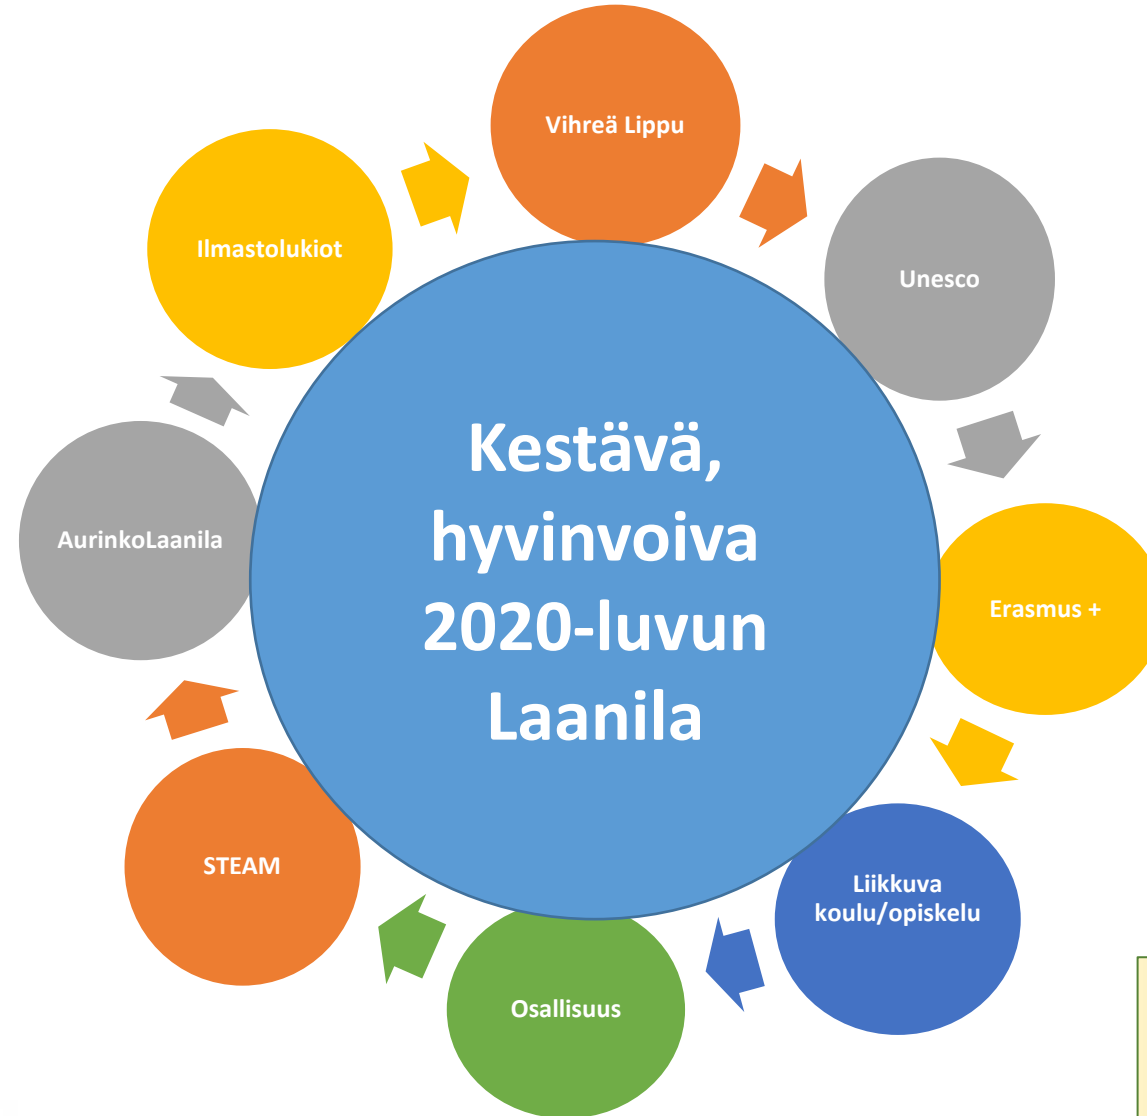 Vihreä Lippu
Unesco
Erasmus +
Liikkuva
koulu/opiskelu
Osallisuus
STEAM
AurinkoLaanila
Ilmastolukiot
Kestävä,
hyvinvoiva
2020-luvun
Laanila